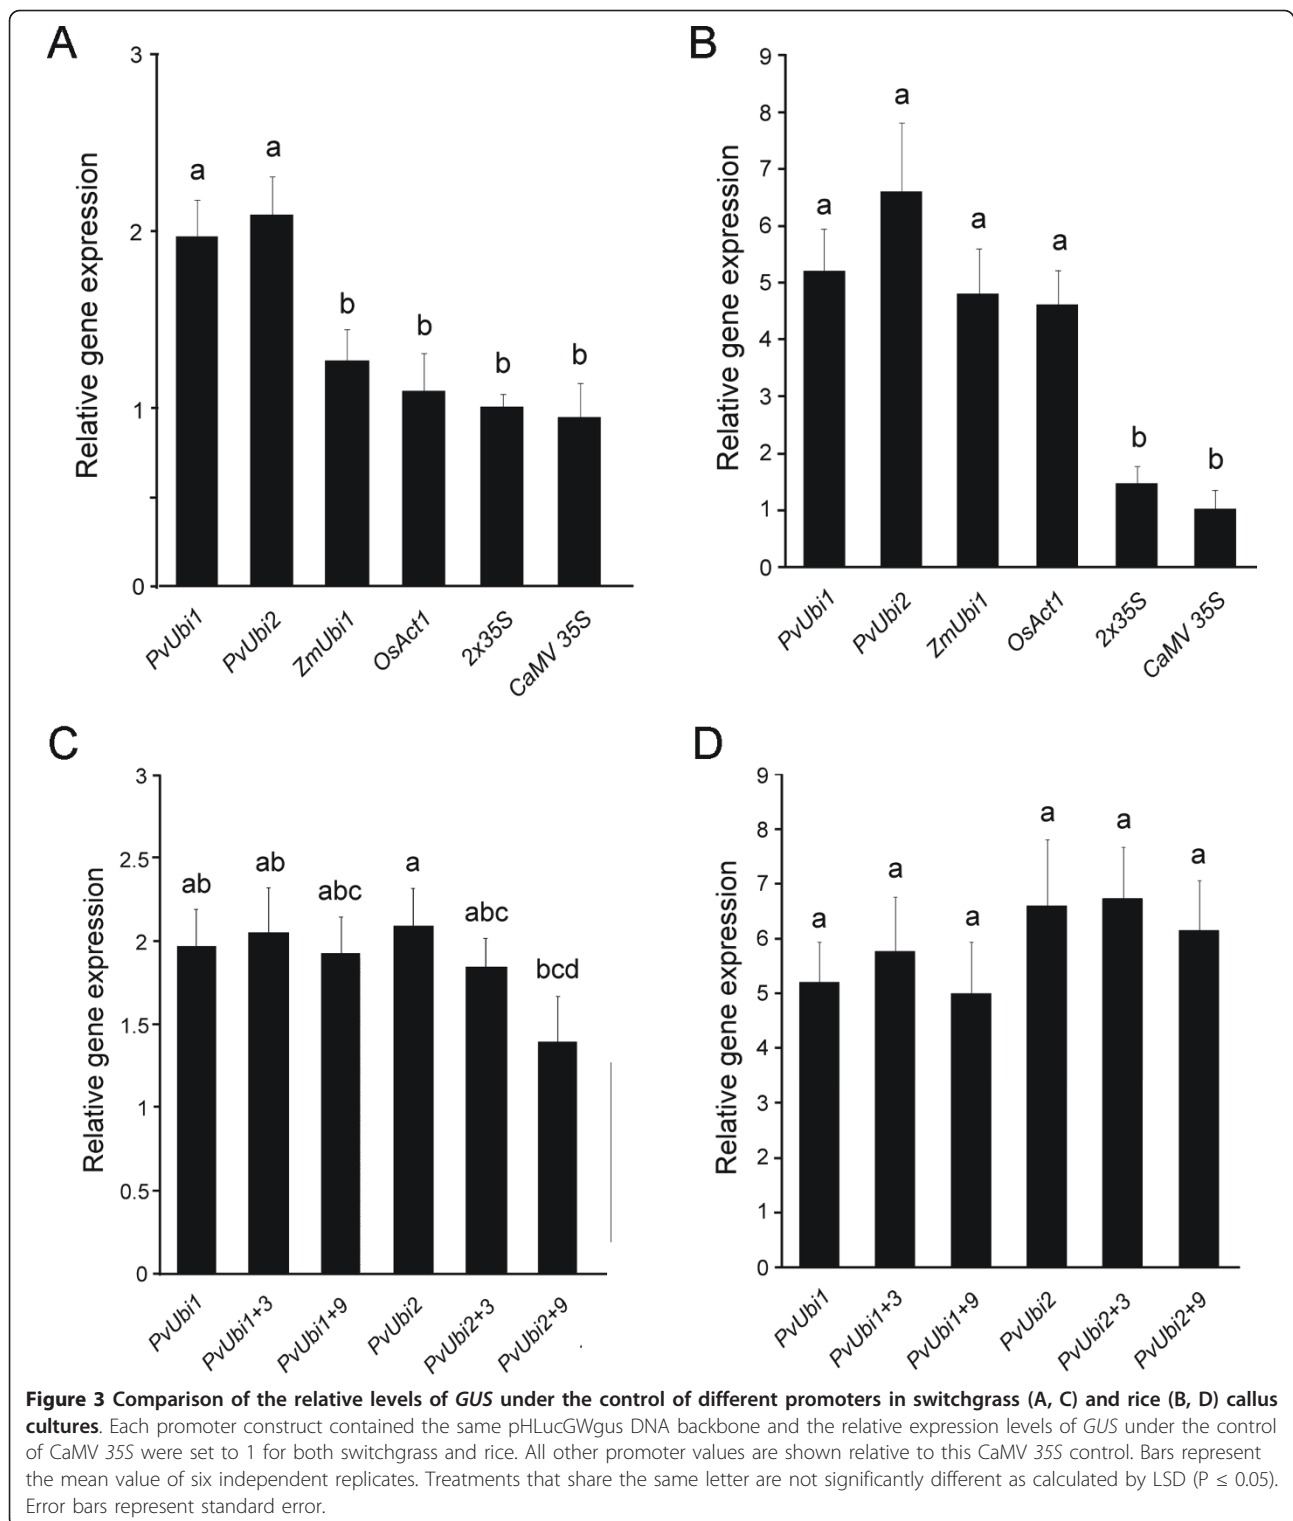 A
3
2
1
0
Relative gene expression
a
a
b
b
b
b
PvUbi1
PvUbi2
ZmUbi1
OsAct1
2x35S
CaMV 35S
B
9
8
7
6
5
4
3
2
1
0
Relative gene expression
a
a
a
a
b
b
PvUbi1
PvUbi2
ZmUbi1
OsAct1
2x35S
CaMV 35S
C
3
2.5
2
1.5
1
0.5
0
Relative gene expression
ab
ab
abc
a
abc
bcd
PvUbi1
PvUbi1+3
PvUbi1+9
PvUbi2
PvUbi2+3
PvUbi2+9
D
9
8
7
6
5
4
3
2
1
0
Relative gene expression
a
a
a
a
a
a
PvUbi1
PvUbi1+3
PvUbi1+9
PvUbi2
PvUbi2+3
PvUbi2+9
Figure 3 Comparison of the relative levels of GUS under the control of different promoters in switchgrass (A, C) and rice (B, D) callus
cultures. Each promoter construct contained the same pHLucGWgus DNA backbone and the relative expression levels of GUS under the control
of CaMV 35S were set to 1 for both switchgrass and rice. All other promoter values are shown relative to this CaMV 35S control. Bars represent
the mean value of six independent replicates. Treatments that share the same letter are not significantly different as calculated by LSD (P ≤ 0.05).
Error bars represent standard error.